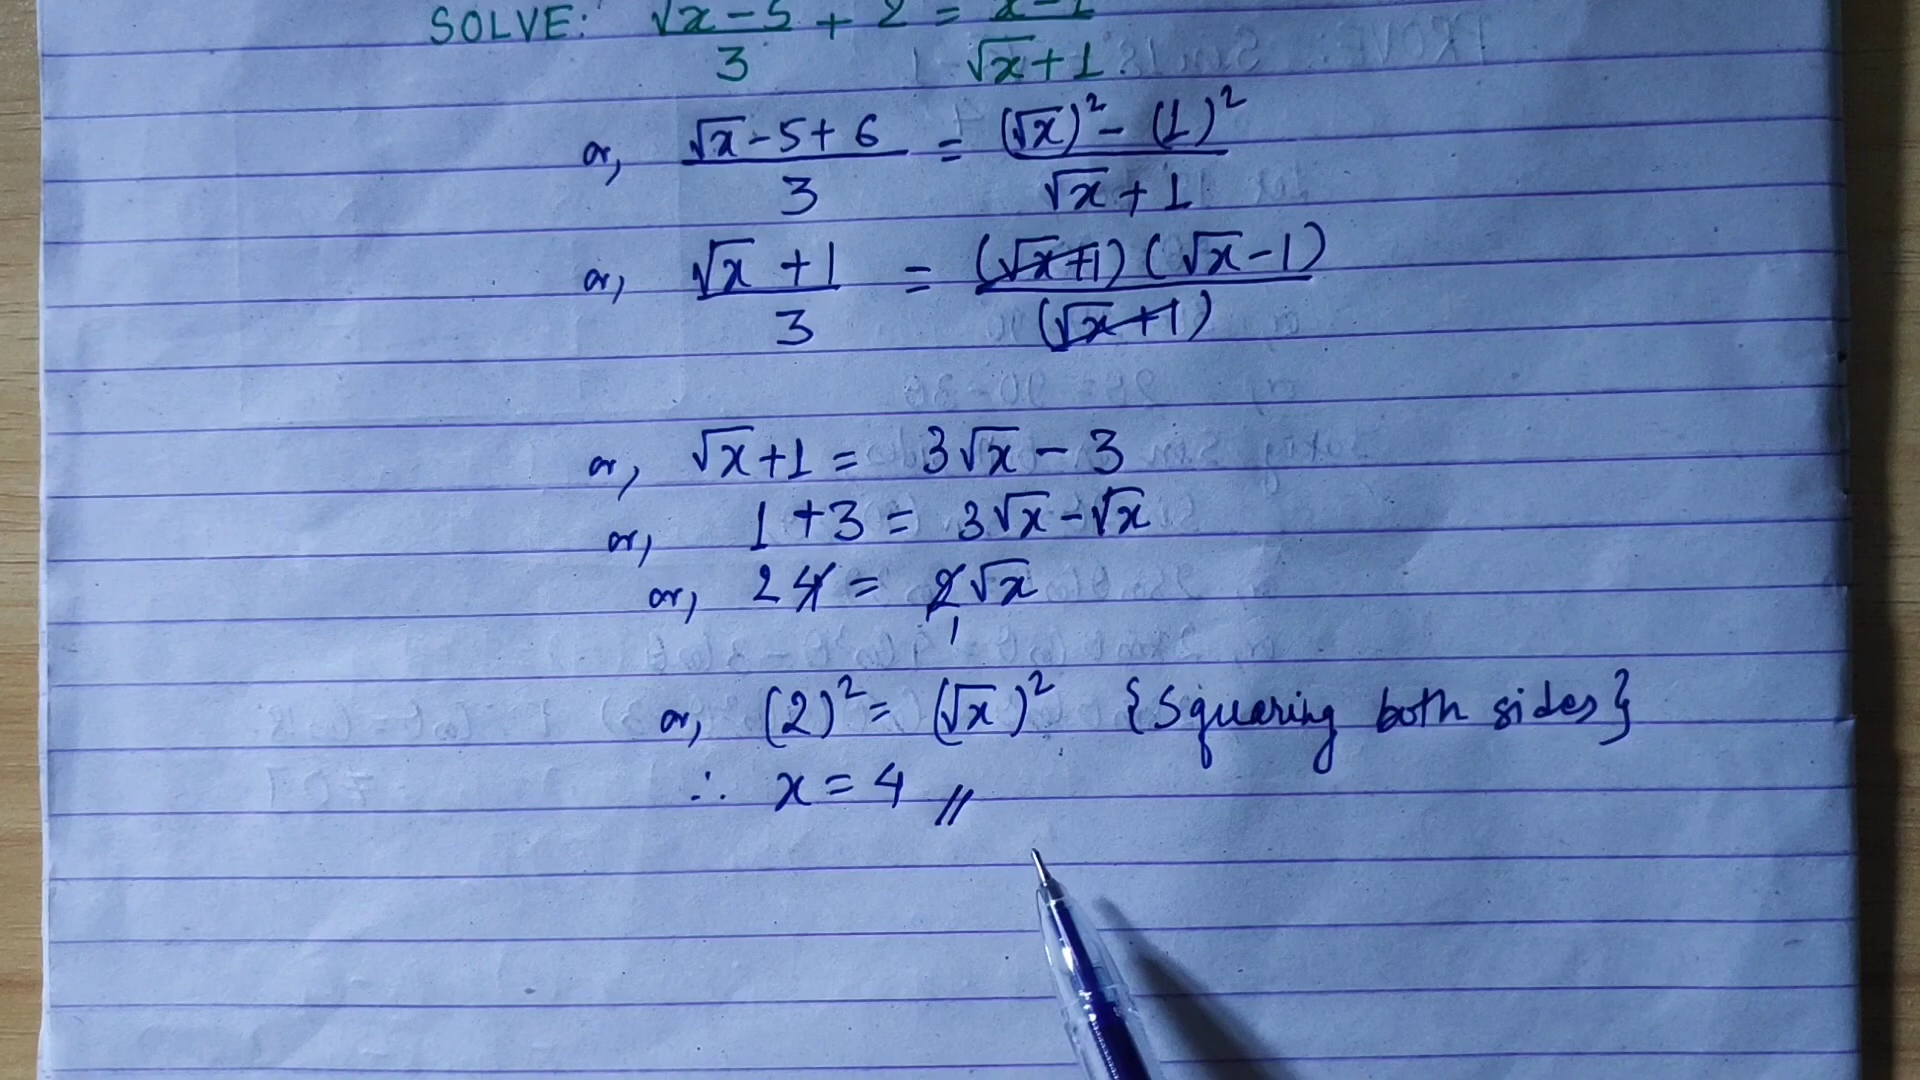 SOLVE: (√x-5)/3 + 2 = (x-1)/(√x+1)
or, (√x-5+6)/3 = ((√x)²-(1)²)/(√x+1)
or, (√x+1)/3 = ((√x+1)(√x-1))/(√x+1)
or, √x+1 = 3√x-3
or, 1+3 = 3√x-√x
or, 2 4 = 2√x
1
or, (2)² = (√x)² {Squaring both sides}
∴ x=4 //